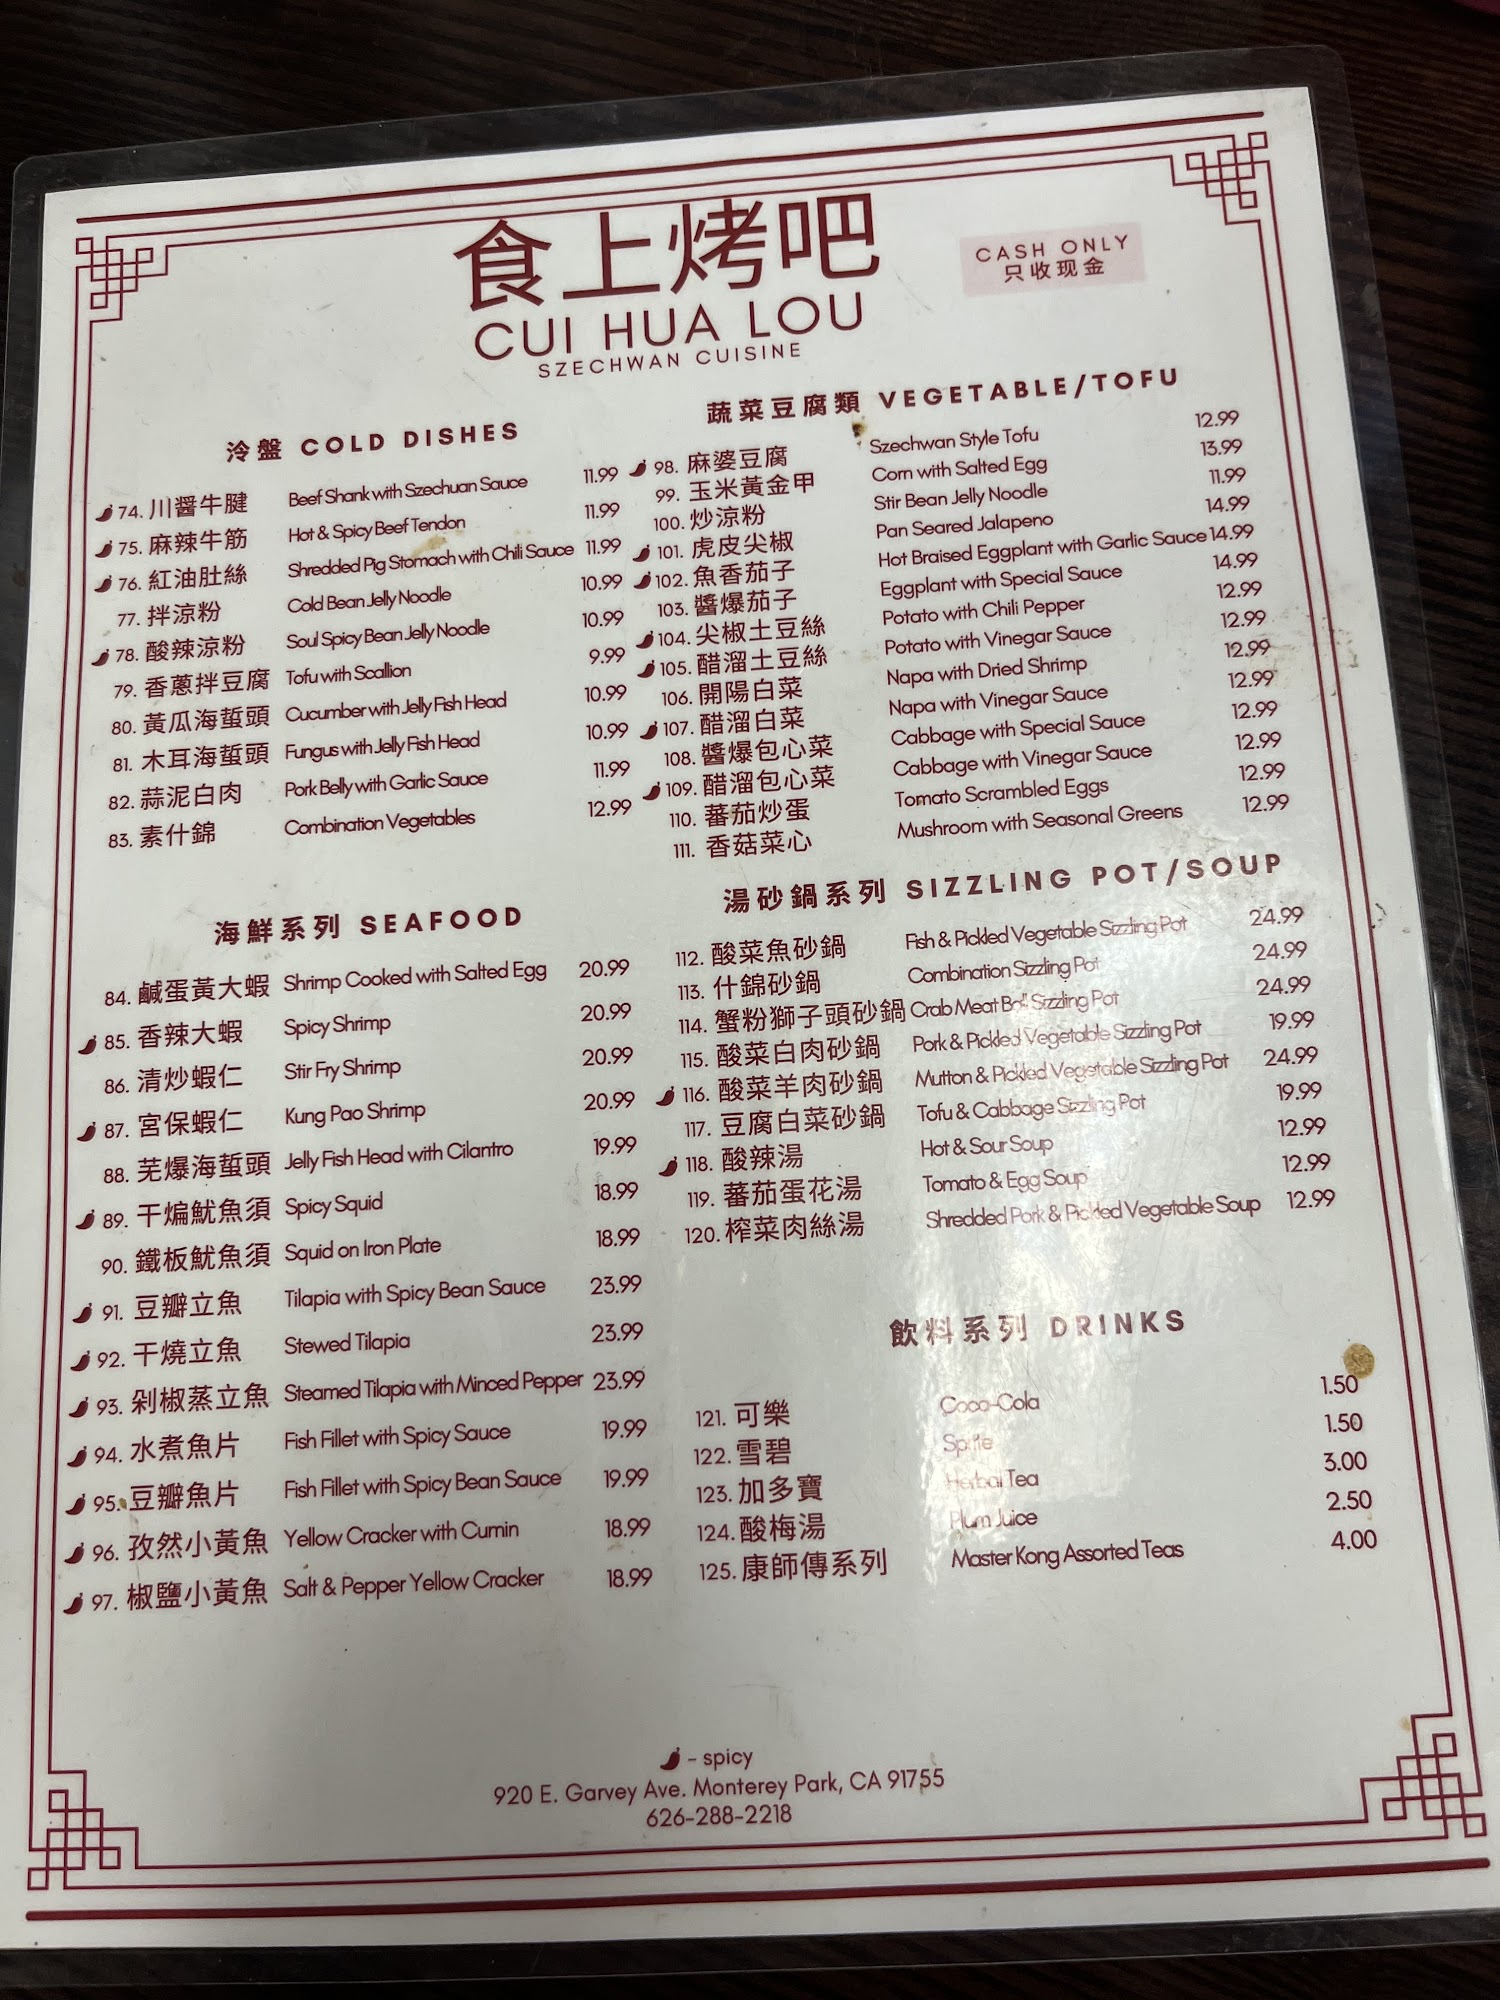 食上烤吧
CUI HUA LOU
SZECHWAN CUISINE
CASH ONLY
只收现金
冷盤 COLD DISHES
74. 川醬牛腱 Beef Shank with Szechuan Sauce 11.99
75. 麻辣牛筋 Hot & Spicy Beef Tendon 11.99
76. 紅油肚絲 Shredded Pig Stomach with Chili Sauce 11.99
77. 拌涼粉 Cold Bean Jelly Noodle 10.99
78. 酸辣涼粉 Soul Spicy Bean Jelly Noodle 10.99
79. 香蔥拌豆腐 Tofu with Scallion 9.99
80. 黃瓜海蜇頭 Cucumber with Jelly Fish Head 10.99
81. 木耳海蜇頭 Fungus with Jelly Fish Head 10.99
82. 蒜泥白肉 Pork Belly with Garlic Sauce 11.99
83. 素什錦 Combination Vegetables 12.99
海鮮系列 SEAFOOD
84. 鹹蛋黃大蝦 Shrimp Cooked with Salted Egg 20.99
85. 香辣大蝦 Spicy Shrimp 20.99
86. 清炒蝦仁 Stir Fry Shrimp 20.99
87. 宮保蝦仁 Kung Pao Shrimp 20.99
88. 芫爆海蜇頭 Jelly Fish Head with Cilantro 19.99
89. 干煸魷魚須 Spicy Squid 18.99
90. 鐵板魷魚須 Squid on Iron Plate 18.99
91. 豆瓣立魚 Tilapia with Spicy Bean Sauce 23.99
92. 干燒立魚 Stewed Tilapia 23.99
93. 剁椒蒸立魚 Steamed Tilapia with Minced Pepper 23.99
94. 水煮魚片 Fish Fillet with Spicy Sauce 19.99
95. 豆瓣魚片 Fish Fillet with Spicy Bean Sauce 19.99
96. 孜然小黃魚 Yellow Cracker with Cumin 18.99
97. 椒鹽小黃魚 Salt & Pepper Yellow Cracker 18.99
蔬菜豆腐類 VEGETABLE/TOFU
98. 麻婆豆腐 Szechwan Style Tofu 12.99
99. 玉米黃金甲 Corn with Salted Egg 13.99
100. 炒涼粉 Stir Bean Jelly Noodle 11.99
101. 虎皮尖椒 Pan Seared Jalapeno 14.99
102. 魚香茄子 Hot Braised Eggplant with Garlic Sauce 14.99
103. 醬爆茄子 Eggplant with Special Sauce 14.99
104. 尖椒土豆絲 Potato with Chili Pepper 12.99
105. 醋溜土豆絲 Potato with Vinegar Sauce 12.99
106. 開陽白菜 Napa with Dried Shrimp 12.99
107. 醋溜白菜 Napa with Vinegar Sauce 12.99
108. 醬爆包心菜 Cabbage with Special Sauce 12.99
109. 醋溜包心菜 Cabbage with Vinegar Sauce 12.99
110. 蕃茄炒蛋 Tomato Scrambled Eggs 12.99
111. 香菇菜心 Mushroom with Seasonal Greens 12.99
湯砂鍋系列 SIZZLING POT/SOUP
112. 酸菜魚砂鍋 Fish & Pickled Vegetable Sizzling Pot 24.99
113. 什錦砂鍋 Combination Sizzling Pot 24.99
114. 蟹粉獅子頭砂鍋 Crab Meat Ball Sizzling Pot 24.99
115. 酸菜白肉砂鍋 Pork & Pickled Vegetable Sizzling Pot 19.99
116. 酸菜羊肉砂鍋 Mutton & Pickled Vegetable Sizzling Pot 24.99
117. 豆腐白菜砂鍋 Tofu & Cabbage Sizzling Pot 19.99
118. 酸辣湯 Hot & Sour Soup 12.99
119. 蕃茄蛋花湯 Tomato & Egg Soup 12.99
120. 榨菜肉絲湯 Shredded Pork & Pickled Vegetable Soup 12.99
飲料系列 DRINKS
121. 可樂 Coca-Cola 1.50
122. 雪碧 Sprite 1.50
123. 加多寶 Herbal Tea 3.00
124. 酸梅湯 Plum Juice 2.50
125. 康師傅系列 Master Kong Assorted Teas 4.00
- spicy
920 E. Garvey Ave. Monterey Park, CA 91755
626-288-2218